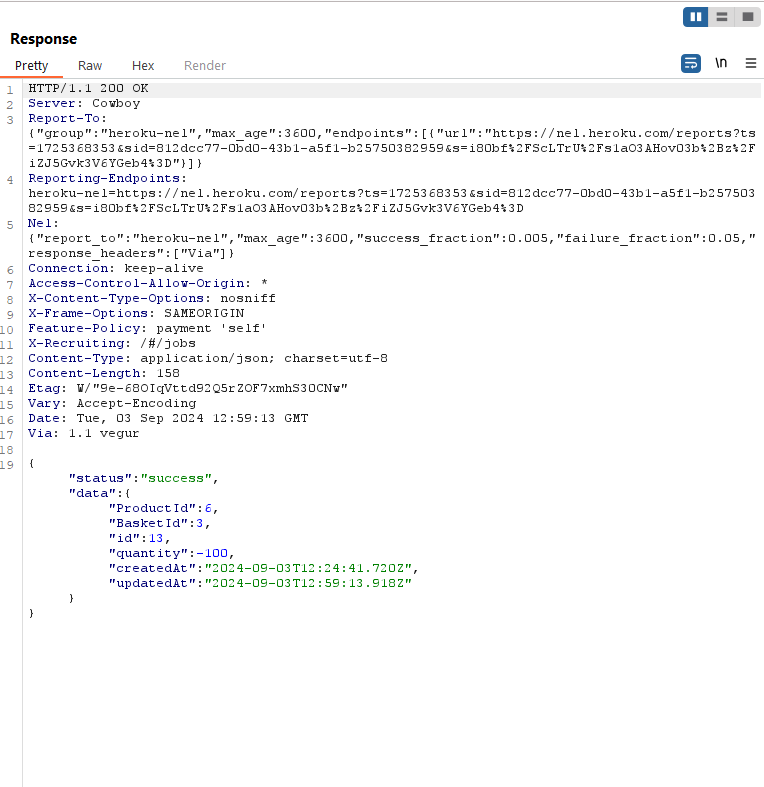 Response
Pretty Raw Hex Render
\n
1 HTTP/1.1 200 OK
2 Server: Cowboy
3 Report-To:
{"group":"heroku-nel","max_age":3600,"endpoints":[{"url":"https://nel.heroku.com/reports?ts
=1725368353&sid=812dcc77-0bd0-43b1-a5f1-b25750382959&s=i80bf%2FScLTrU%2Fs1aO3AHov03b%2Bz%2F
iZJ5Gvk3V6YGeb4%3D"}]}
4 Reporting-Endpoints:
heroku-nel=https://nel.heroku.com/reports?ts=1725368353&sid=812dcc77-0bd0-43b1-a5f1-b25750
382959&s=i80bf%2FScLTrU%2Fs1aO3AHov03b%2Bz%2FiZJ5Gvk3V6YGeb4%3D
5 Nel:
{"report_to":"heroku-nel","max_age":3600,"success_fraction":0.005,"failure_fraction":0.05,"
response_headers":["Via"]}
6 Connection: keep-alive
7 Access-Control-Allow-Origin: *
8 X-Content-Type-Options: nosniff
9 X-Frame-Options: SAMEORIGIN
10 Feature-Policy: payment 'self'
11 X-Recruiting: /#/jobs
12 Content-Type: application/json; charset=utf-8
13 Content-Length: 158
14 Etag: W/"9e-68OIqVttd92Q5rZOF7xmhS30CNw"
15 Vary: Accept-Encoding
16 Date: Tue, 03 Sep 2024 12:59:13 GMT
17 Via: 1.1 vegur
18
19 {
"status":"success",
"data":{
"ProductId":6,
"BasketId":3,
"id":13,
"quantity":-100,
"createdAt":"2024-09-03T12:24:41.720Z",
"updatedAt":"2024-09-03T12:59:13.918Z"
}
}